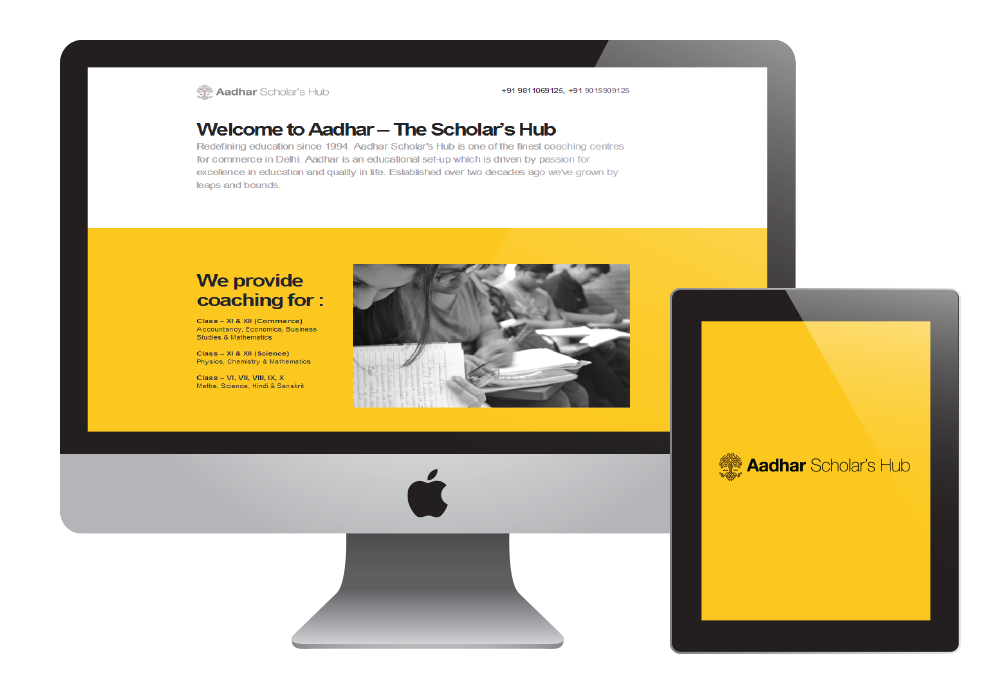 Aadhar Scholar's Hub
+91 9811069125, +91 9015909125
Welcome to Aadhar – The Scholar's Hub
Redefining education since 1994. Aadhar Scholar's Hub is one of the finest coaching centres
for commerce in Delhi. Aadhar is an educational set-up which is driven by passion for
excellence in education and quality in life. Established over two decades ago we've grown by
leaps and bounds.
We provide
coaching for :
Class – XI & XII (Commerce)
Accountancy, Economics, Business
Studies & Mathematics
Class – XI & XII (Science)
Physics, Chemistry & Mathematics
Class – VI, VII, VIII, IX, X
Maths, Science, Hindi & Sanskrit
Aadhar Scholar's Hub